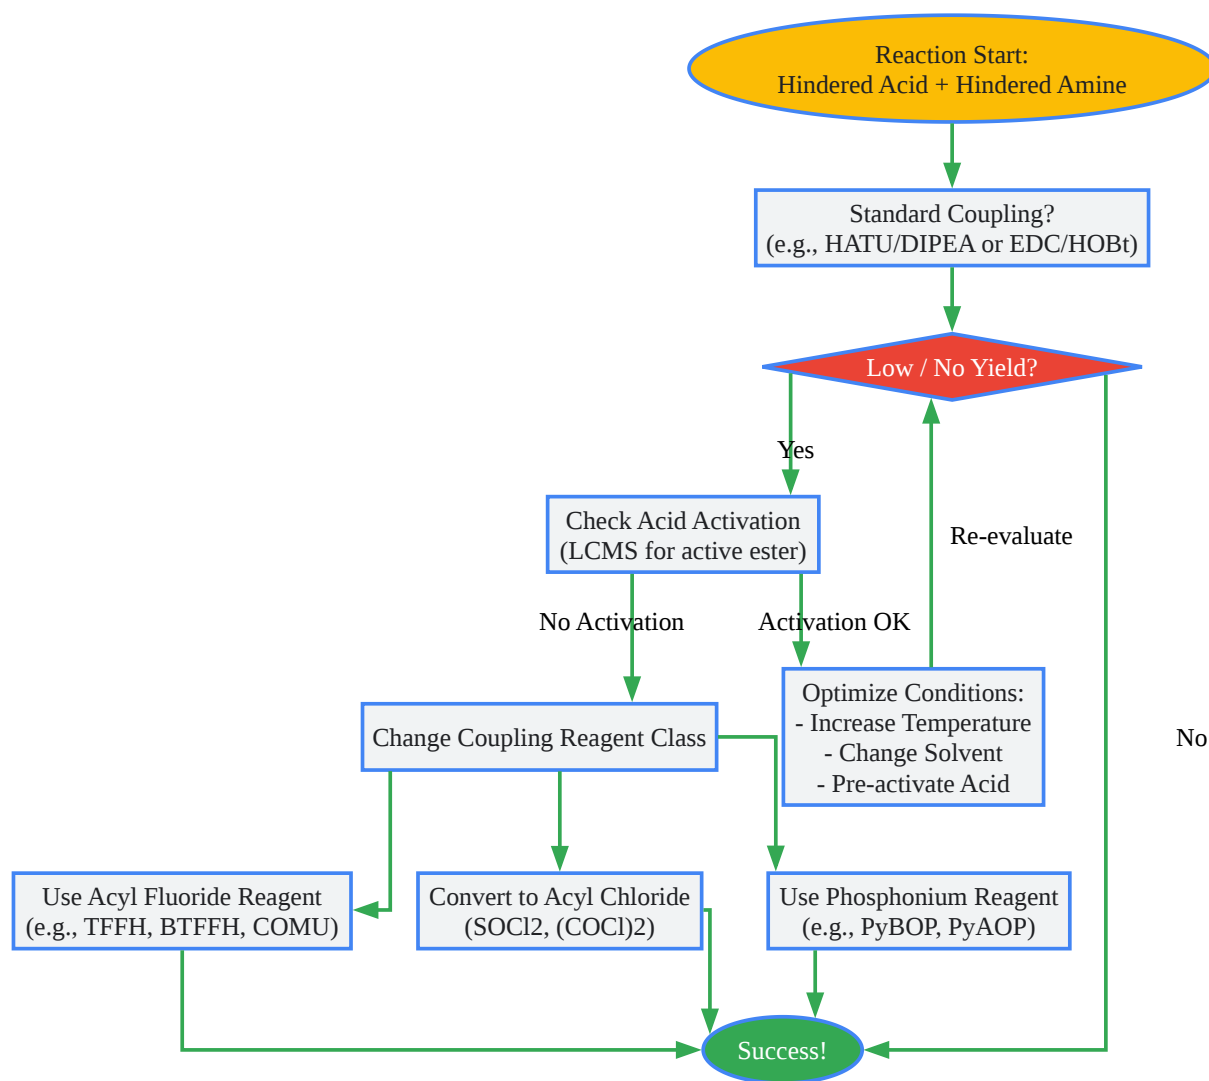 Reaction Start:
Hindered Acid + Hindered Amine
Standard Coupling?
(e.g., HATU/DIPEA or EDC/HOBt)
Low / No Yield?
Yes
Check Acid Activation
(LCMS for active ester)
Re-evaluate
No Activation
Activation OK
Optimize Conditions:
- Increase Temperature
- Change Solvent
- Pre-activate Acid
Change Coupling Reagent Class
No
Use Acyl Fluoride Reagent
(e.g., TFFH, BTFFH, COMU)
Convert to Acyl Chloride
(SOCl2, (COCl)2)
Use Phosphonium Reagent
(e.g., PyBOP, PyAOP)
Success!